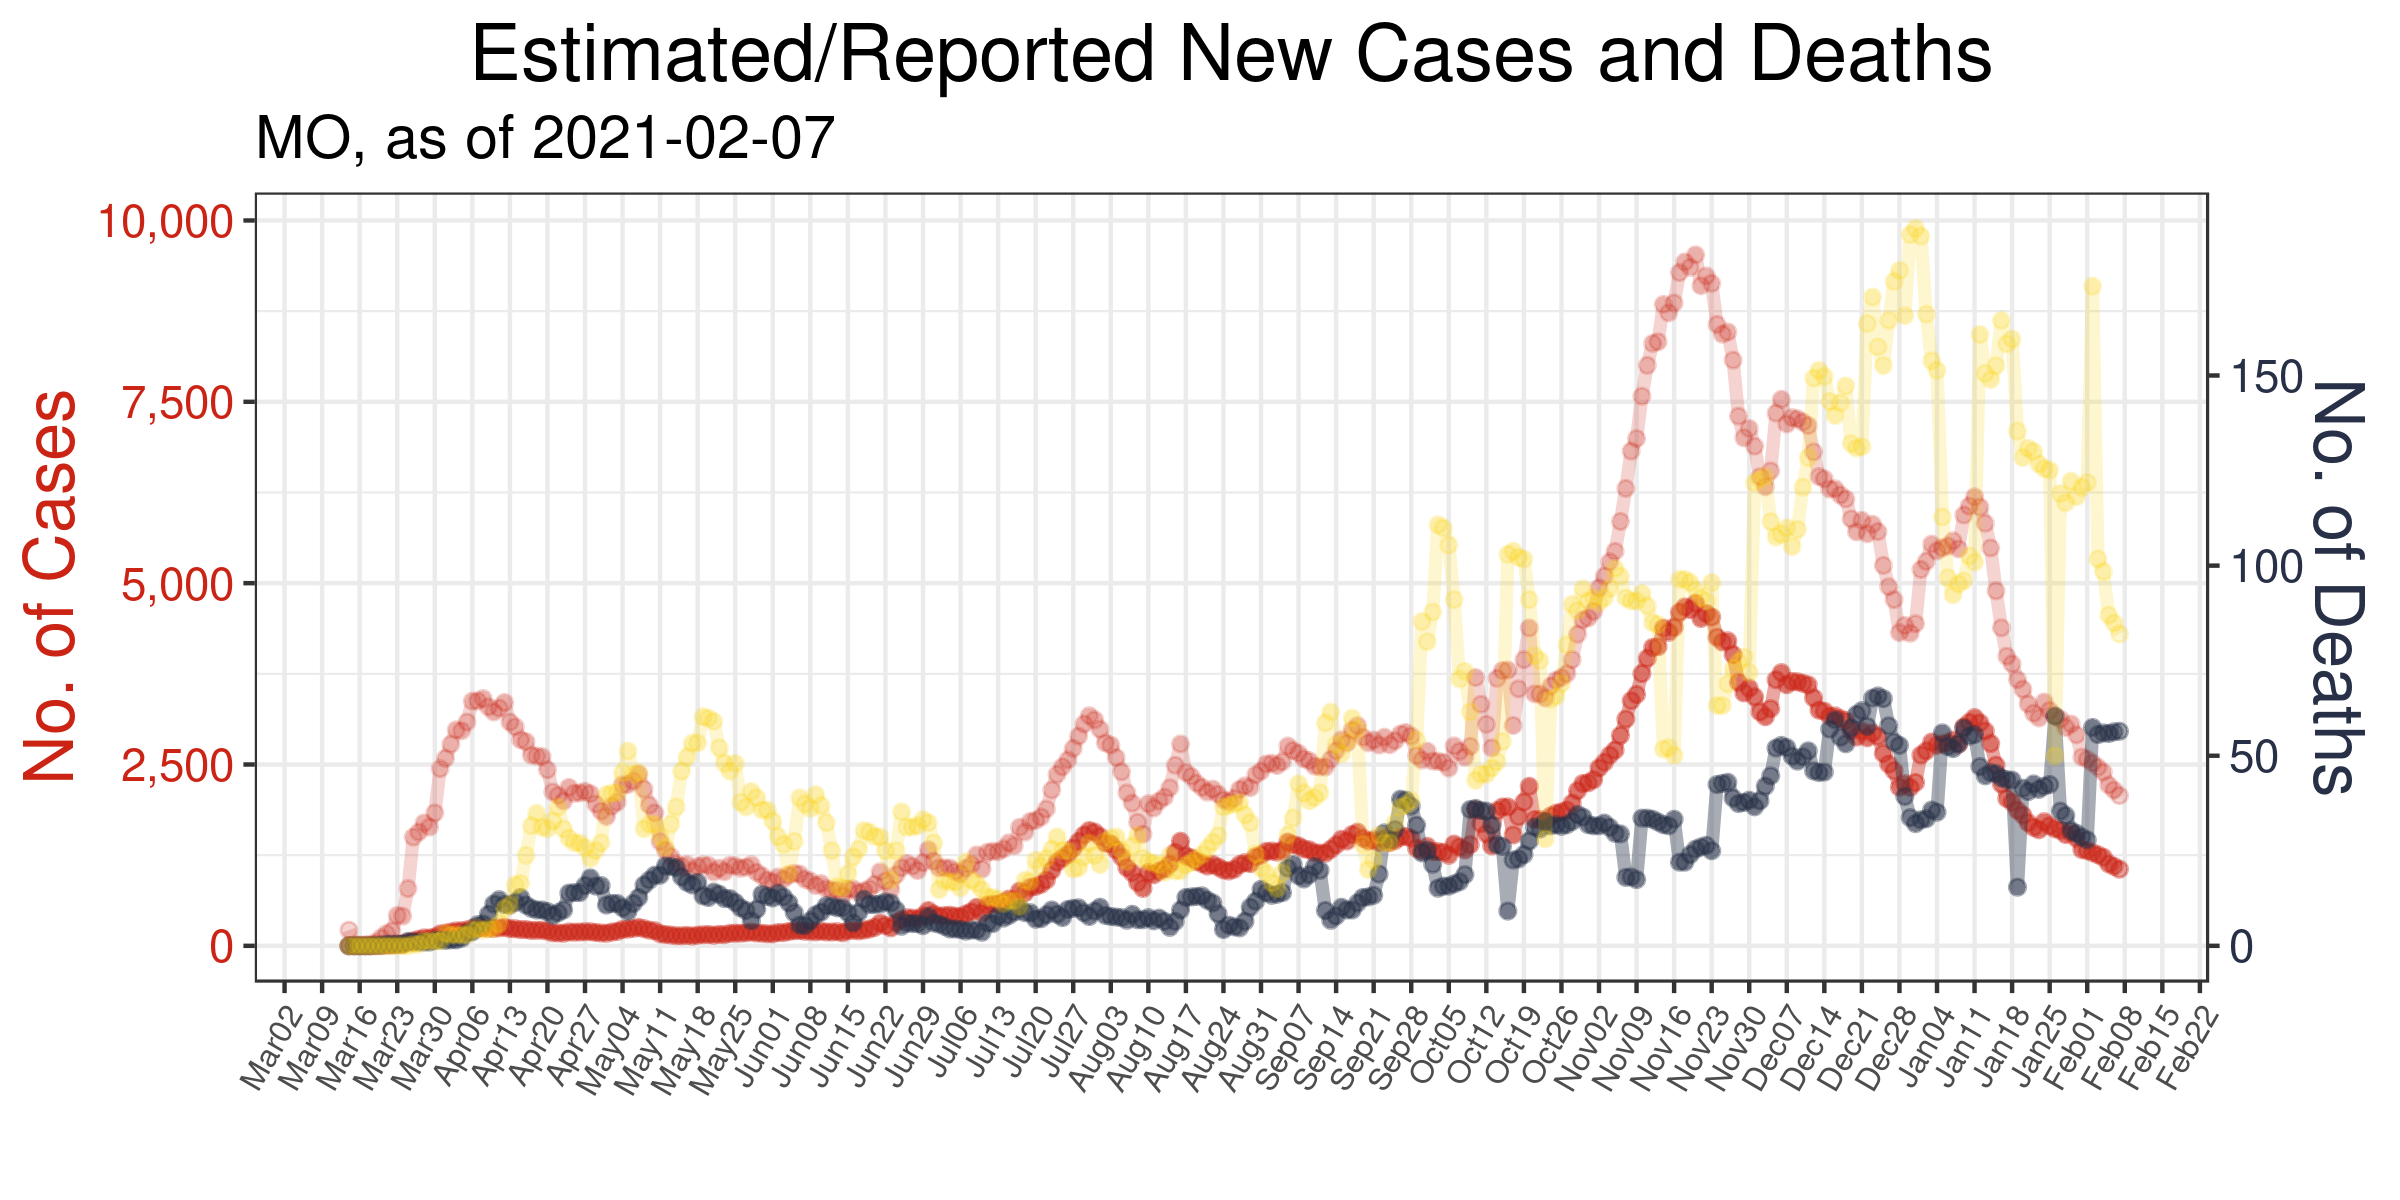 Estimated/Reported New Cases and Deaths
MO, as of 2021-02-07
No. of Cases
10,000
7,500
5,000
2,500
0
150
100
50
0
No. of Deaths
Mar02
Mar09
Mar16
Mar23
Mar30
Apr06
Apr13
Apr20
Apr27
May04
May11
May18
May25
Jun01
Jun08
Jun15
Jun22
Jun29
Jul06
Jul13
Jul20
Jul27
Aug03
Aug10
Aug17
Aug24
Aug31
Sep07
Sep14
Sep21
Sep28
Oct05
Oct12
Oct19
Oct26
Nov02
Nov09
Nov16
Nov23
Nov30
Dec07
Dec14
Dec21
Dec28
Jan04
Jan11
Jan18
Jan25
Feb01
Feb08
Feb15
Feb22